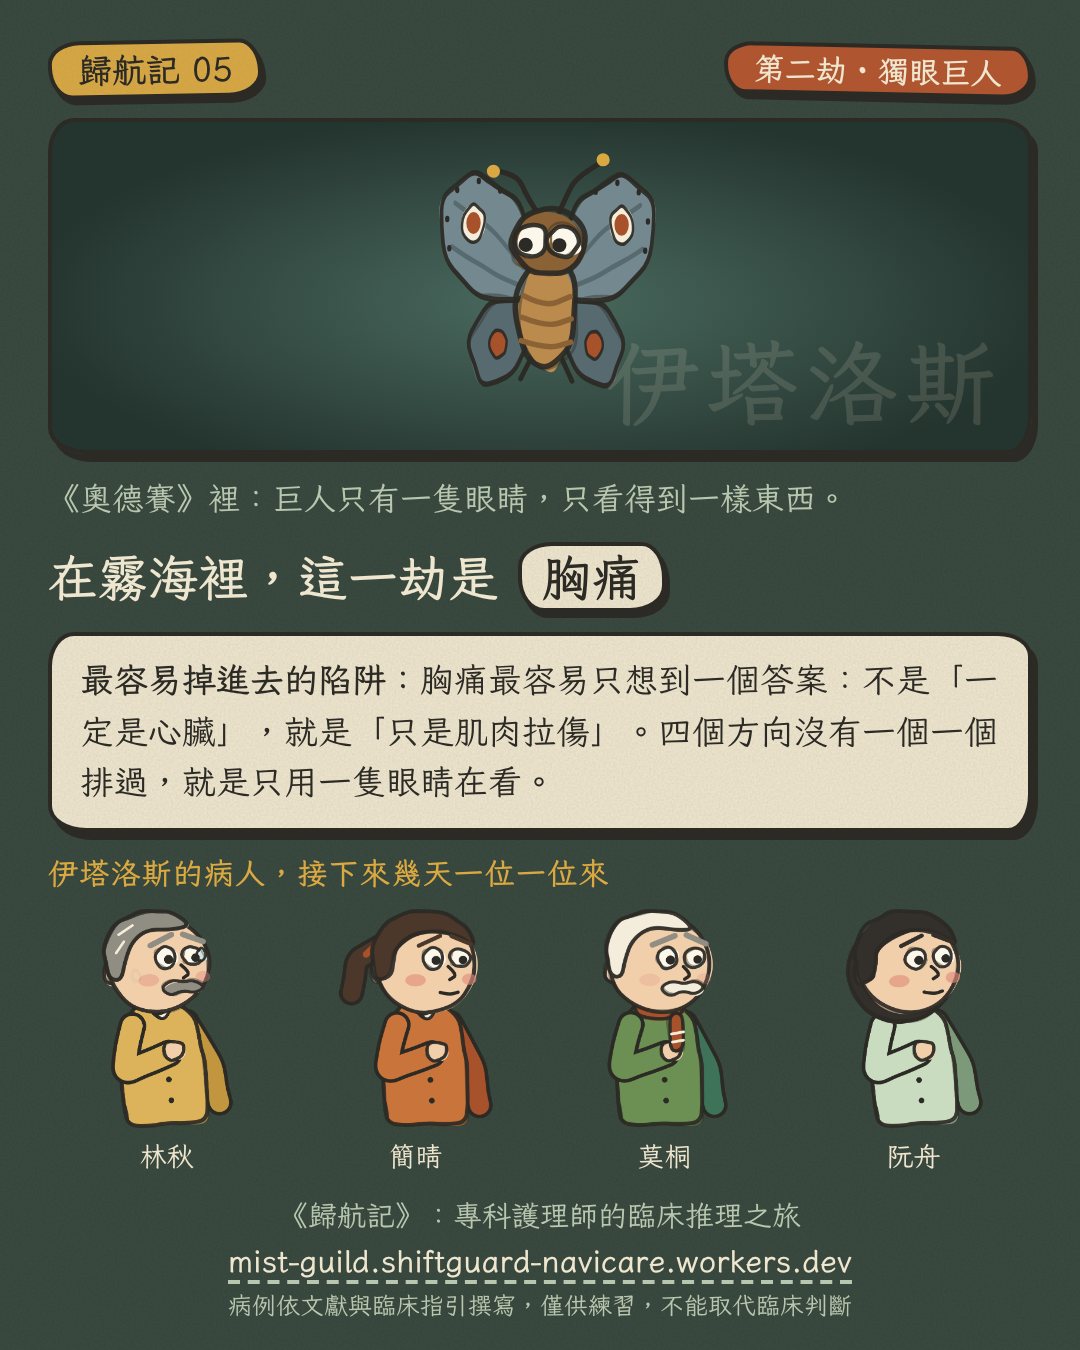 歸航記 05
第二劫・獨眼巨人
伊塔洛斯
《奧德賽》裡：巨人只有一隻眼睛，只看得到一樣東西。
在霧海裡，這一劫是 胸痛
最容易掉進去的陷阱：胸痛最容易只想到一個答案：不是「一
定是心臟」，就是「只是肌肉拉傷」。四個方向沒有一個一個
排過，就是只用一隻眼睛在看。
伊塔洛斯的病人，接下來幾天一位一位來
林秋
簡晴
莫桐
阮舟
《歸航記》：專科護理師的臨床推理之旅
mist-guild.shiftguard-navicare.workers.dev
病例依文獻與臨床指引撰寫，僅供練習，不能取代臨床判斷